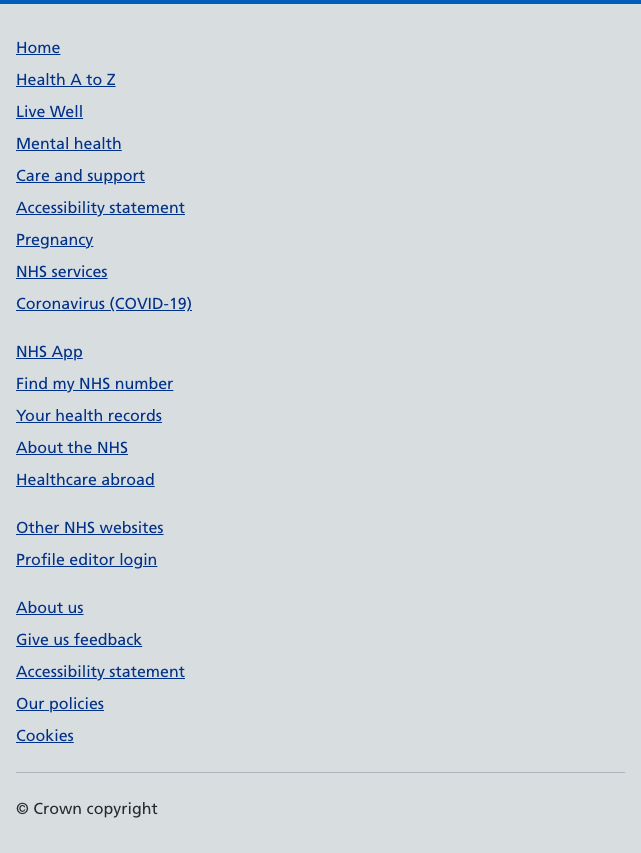 Home
Health A to Z
Live Well
Mental health
Care and support
Accessibility statement
Pregnancy
NHS services
Coronavirus (COVID-19)
NHS App
Find my NHS number
Your health records
About the NHS
Healthcare abroad
Other NHS websites
Profile editor login
About us
Give us feedback
Accessibility statement
Our policies
Cookies
© Crown copyright